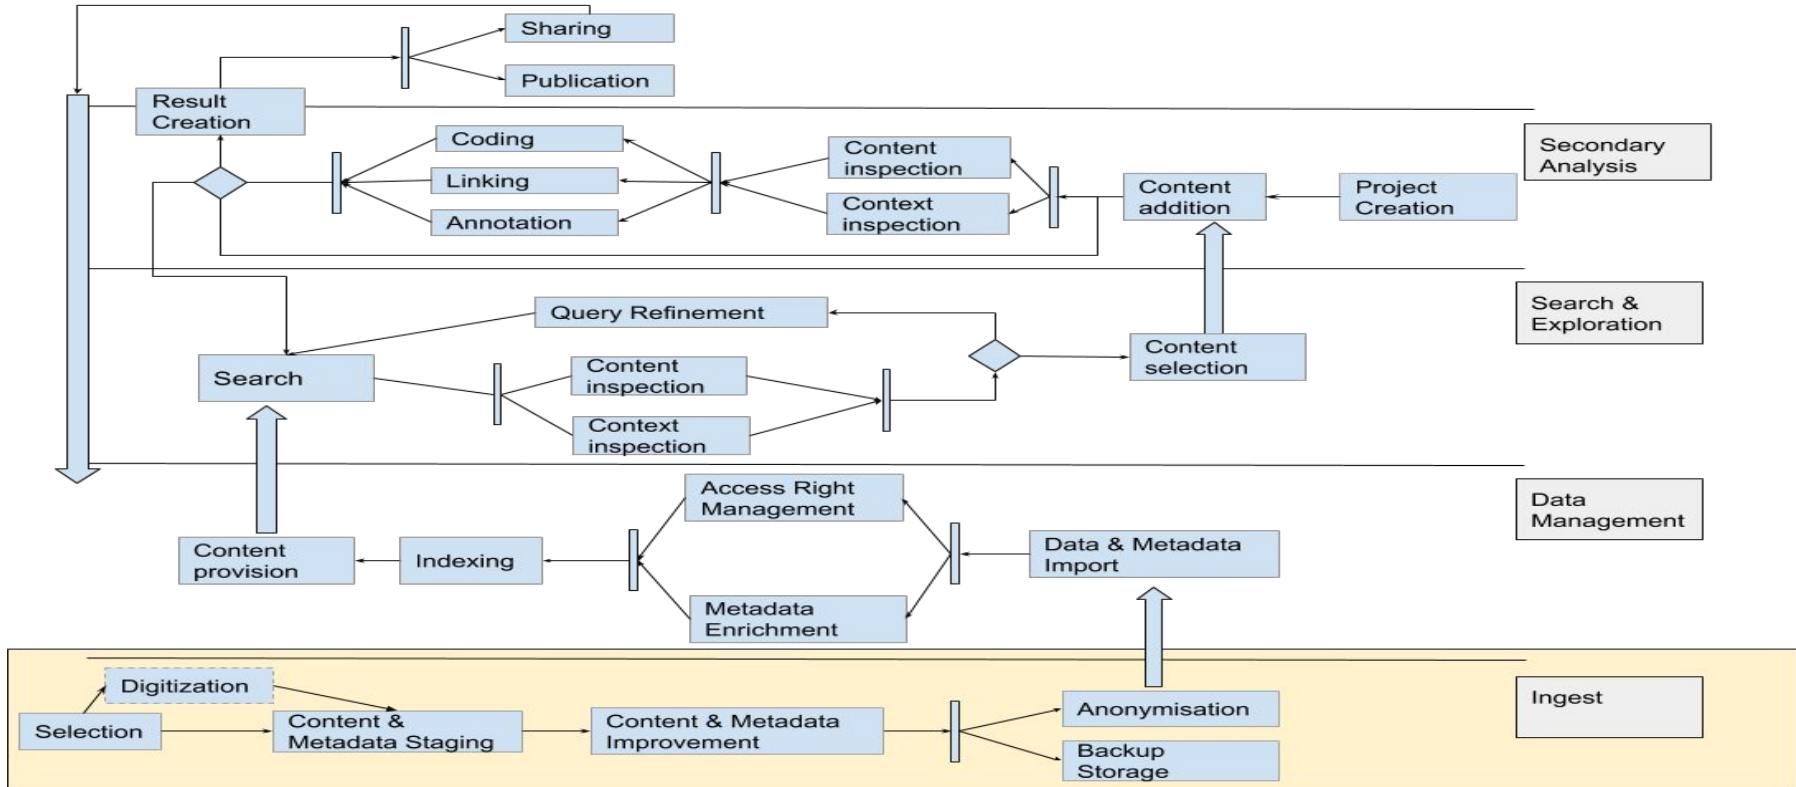 Sharing
Publication
Result
Creation
Coding
Linking
Annotation
Content
inspection
Context
inspection
Content
addition
Project
Creation
Secondary
Analysis
Query Refinement
Search
Content
inspection
Context
inspection
Content
selection
Search &
Exploration
Access Right
Management
Content
provision
Indexing
Metadata
Enrichment
Data & Metadata
Import
Data
Management
Digitization
Selection
Content &
Metadata Staging
Content & Metadata
Improvement
Anonymisation
Backup
Storage
Ingest